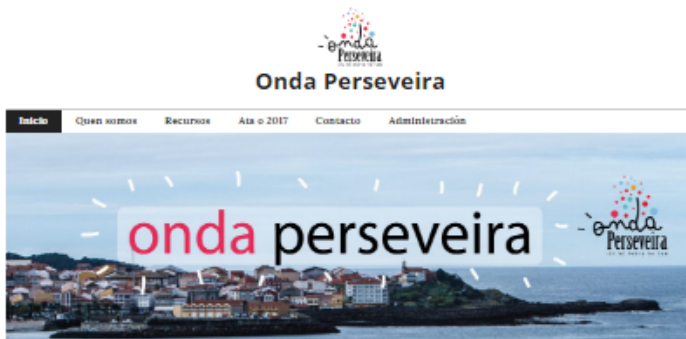 onda
Perseveira
Onda Perseveira
Inicio Quen somos Recursos Ata o 2017 Contacto Administración
onda perseveira
onda
Perseveira